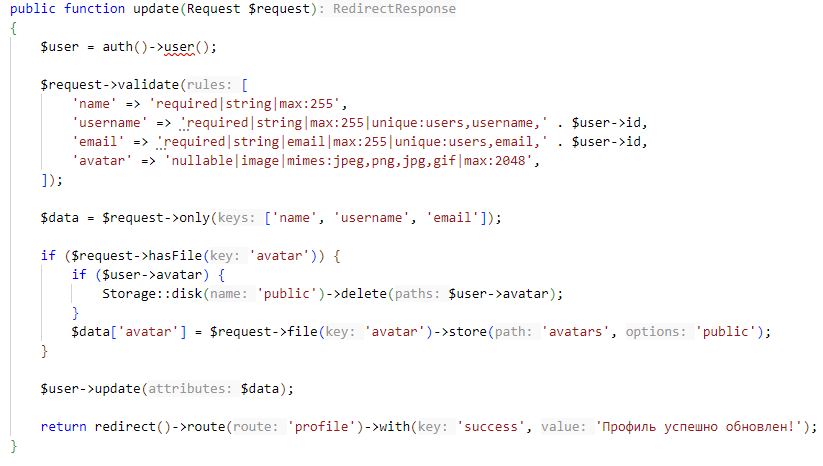 public function update(Request $request): RedirectResponse
{
    $user = auth()->user();

    $request->validate(rules: [
        'name' => 'required|string|max:255',
        'username' => 'required|string|max:255|unique:users,username,' . $user->id,
        'email' => 'required|string|email|max:255|unique:users,email,' . $user->id,
        'avatar' => 'nullable|image|mimes:jpeg,png,jpg,gif|max:2048',
    ]);

    $data = $request->only(keys: ['name', 'username', 'email']);

    if ($request->hasFile(key: 'avatar')) {
        if ($user->avatar) {
            Storage::disk(name: 'public')->delete(paths: $user->avatar);
        }
        $data['avatar'] = $request->file(key: 'avatar')->store(path: 'avatars', options: 'public');
    }

    $user->update(attributes: $data);

    return redirect()->route(route: 'profile')->with(key: 'success', value: 'Профиль успешно обновлен!');
}